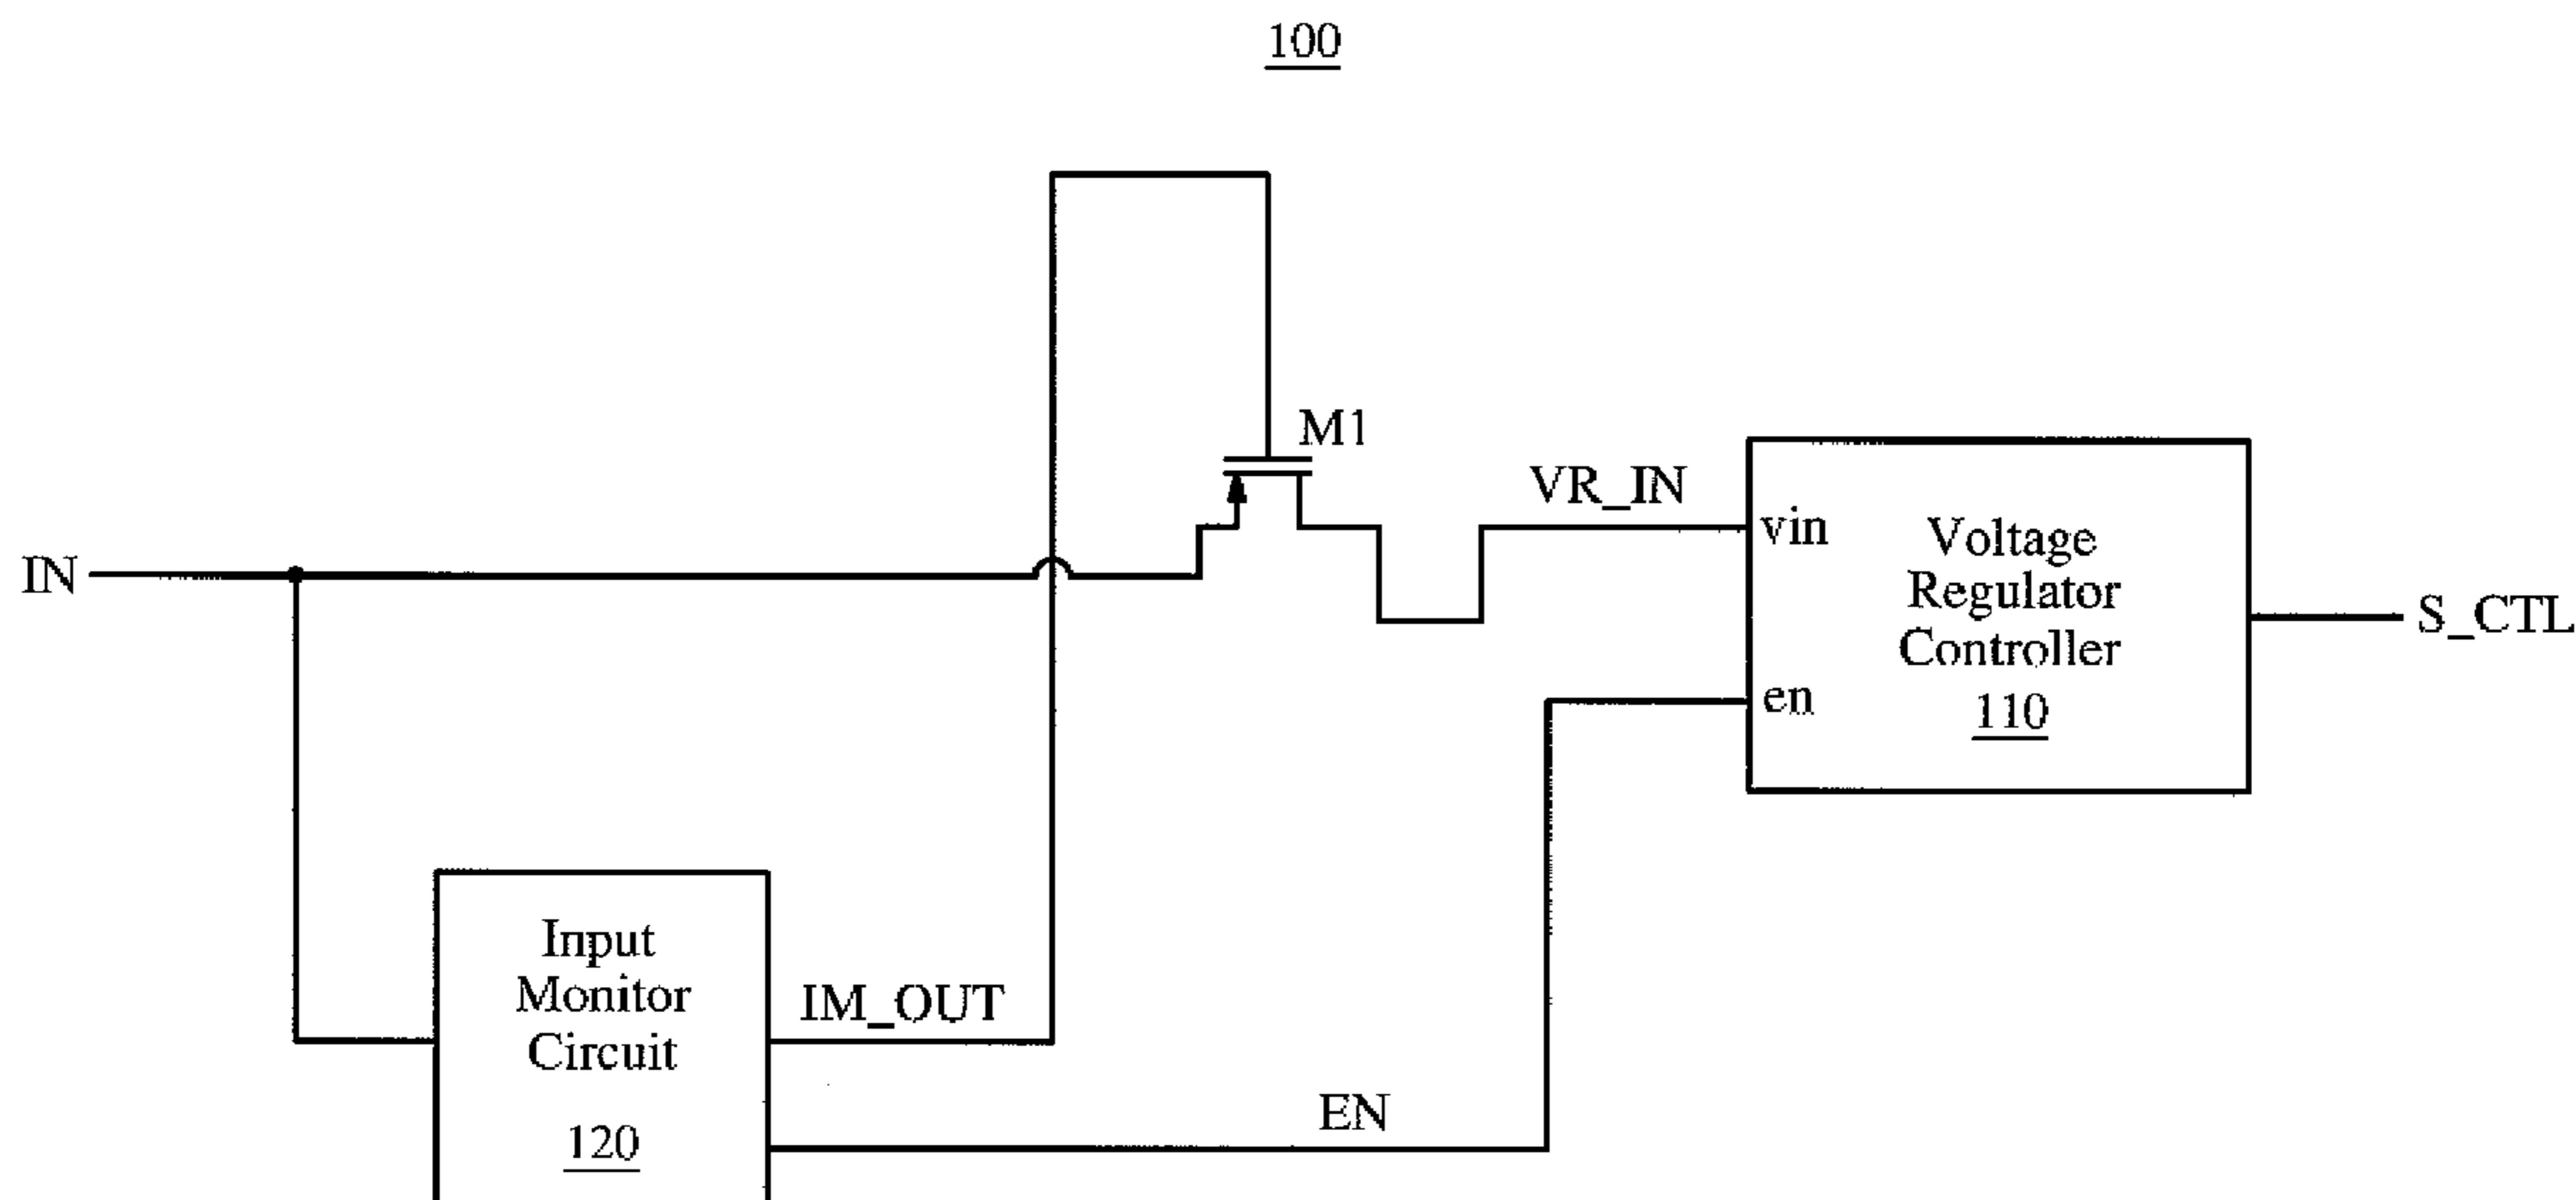 100
M1
VR_IN
IN
vin
en
Voltage
Regulator
Controller
110
S_CTL
Input
Monitor
Circuit
120
IM_OUT
EN